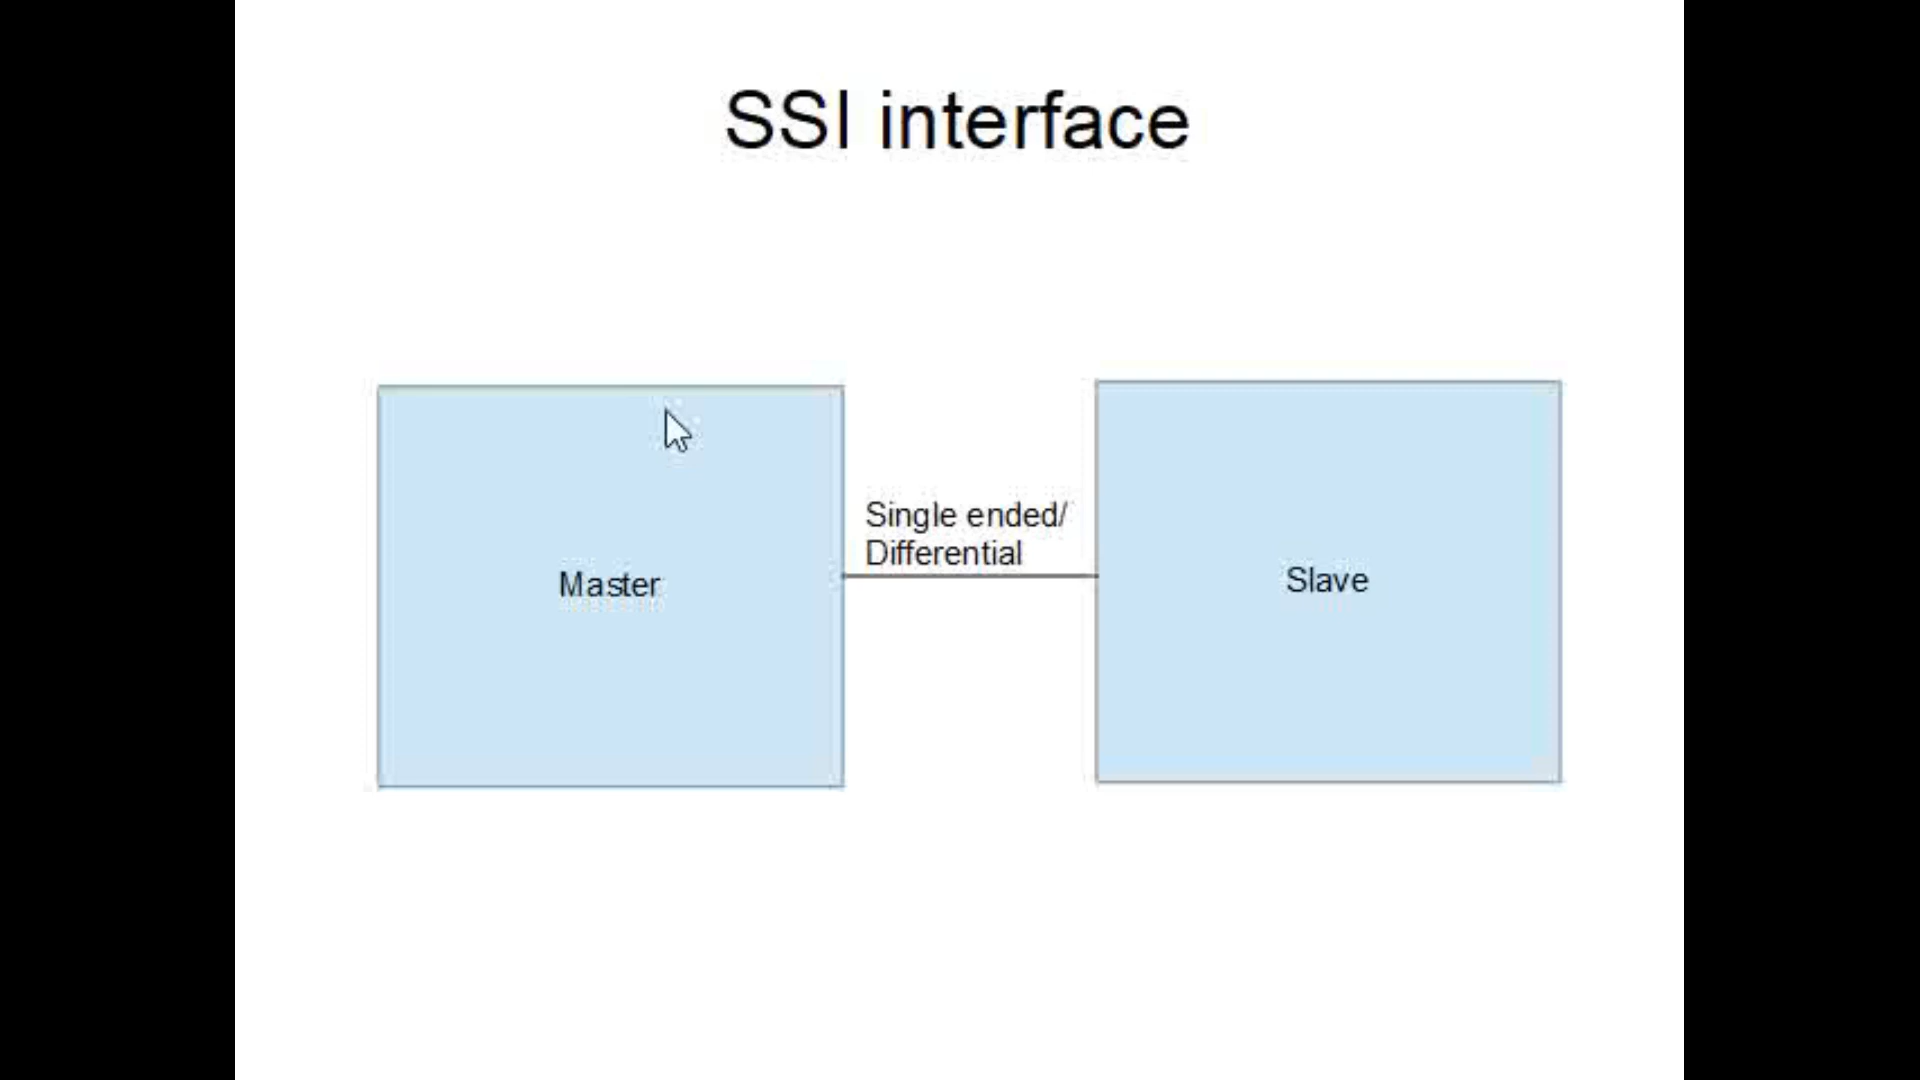 SSI interface
Single ended/
Differential
Master
Slave